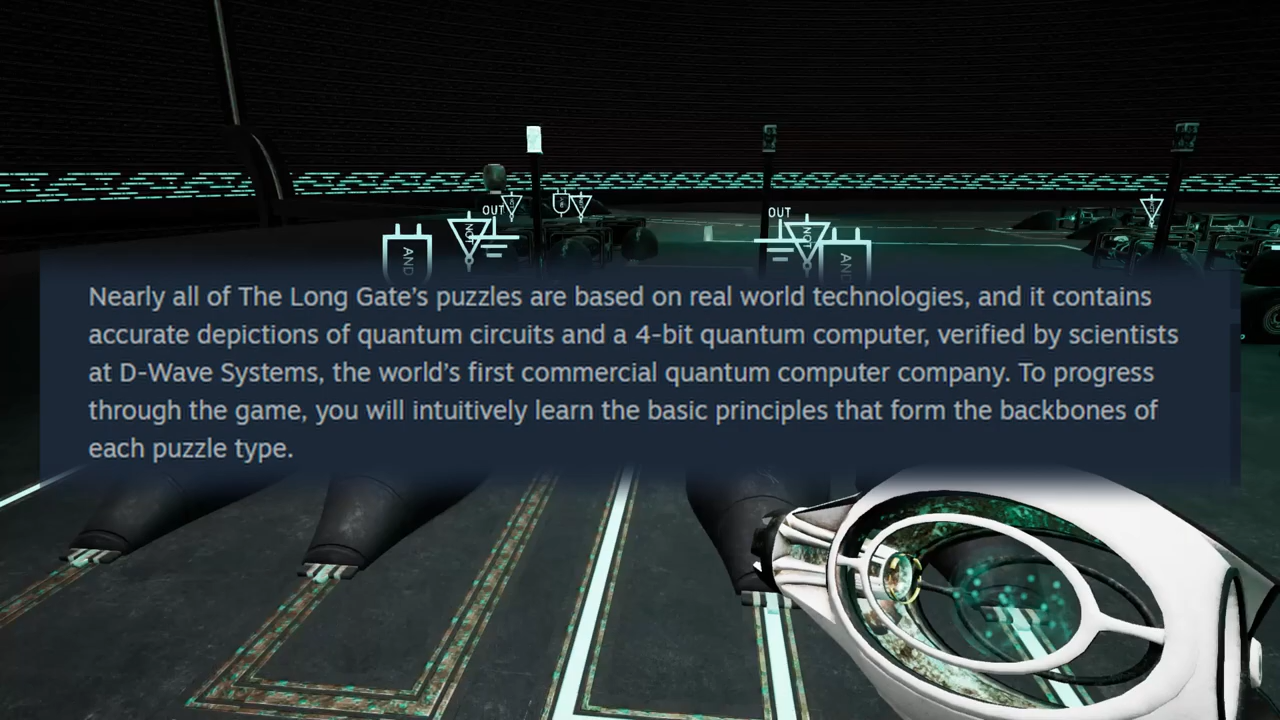 OUT
OUT
NOT
NOT
AND
AND
Nearly all of The Long Gate's puzzles are based on real world technologies, and it contains
accurate depictions of quantum circuits and a 4-bit quantum computer, verified by scientists
at D-Wave Systems, the world's first commercial quantum computer company. To progress
through the game, you will intuitively learn the basic principles that form the backbones of
each puzzle type.